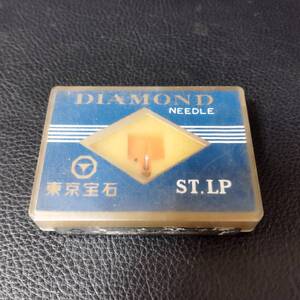 DIAMOND
NEEDLE
東京宝石
ST.LP